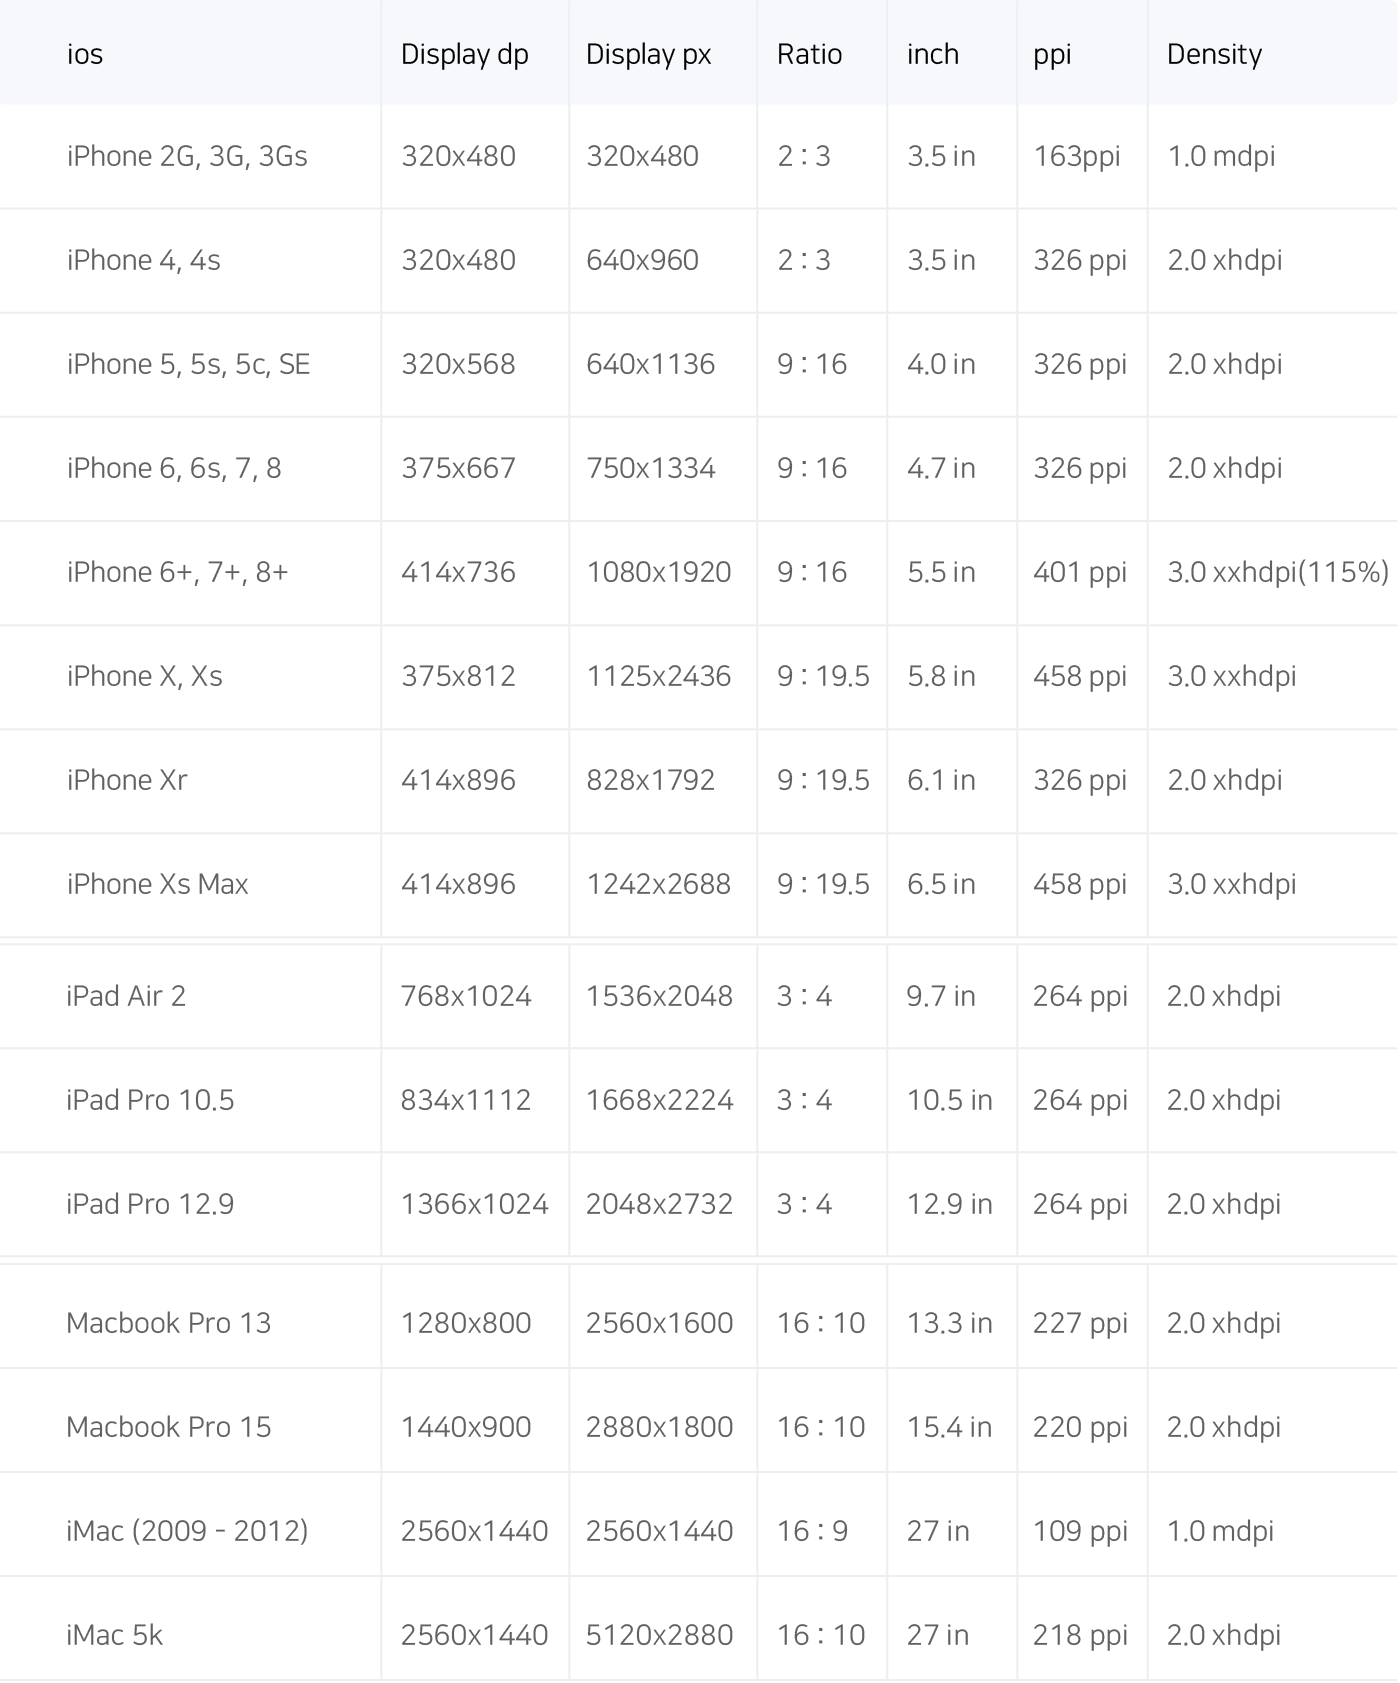 ios Display dp Display px Ratio inch ppi Density
iPhone 2G, 3G, 3Gs 320x480 320x480 2 : 3 3.5 in 163ppi 1.0 mdpi
iPhone 4, 4s 320x480 640x960 2 : 3 3.5 in 326 ppi 2.0 xhdpi
iPhone 5, 5s, 5c, SE 320x568 640x1136 9 : 16 4.0 in 326 ppi 2.0 xhdpi
iPhone 6, 6s, 7, 8 375x667 750x1334 9 : 16 4.7 in 326 ppi 2.0 xhdpi
iPhone 6+, 7+, 8+ 414x736 1080x1920 9 : 16 5.5 in 401 ppi 3.0 xxhdpi(115%)
iPhone X, Xs 375x812 1125x2436 9 : 19.5 5.8 in 458 ppi 3.0 xxhdpi
iPhone Xr 414x896 828x1792 9 : 19.5 6.1 in 326 ppi 2.0 xhdpi
iPhone Xs Max 414x896 1242x2688 9 : 19.5 6.5 in 458 ppi 3.0 xxhdpi
iPad Air 2 768x1024 1536x2048 3 : 4 9.7 in 264 ppi 2.0 xhdpi
iPad Pro 10.5 834x1112 1668x2224 3 : 4 10.5 in 264 ppi 2.0 xhdpi
iPad Pro 12.9 1366x1024 2048x2732 3 : 4 12.9 in 264 ppi 2.0 xhdpi
Macbook Pro 13 1280x800 2560x1600 16 : 10 13.3 in 227 ppi 2.0 xhdpi
Macbook Pro 15 1440x900 2880x1800 16 : 10 15.4 in 220 ppi 2.0 xhdpi
iMac (2009 - 2012) 2560x1440 2560x1440 16 : 9 27 in 109 ppi 1.0 mdpi
iMac 5k 2560x1440 5120x2880 16 : 10 27 in 218 ppi 2.0 xhdpi